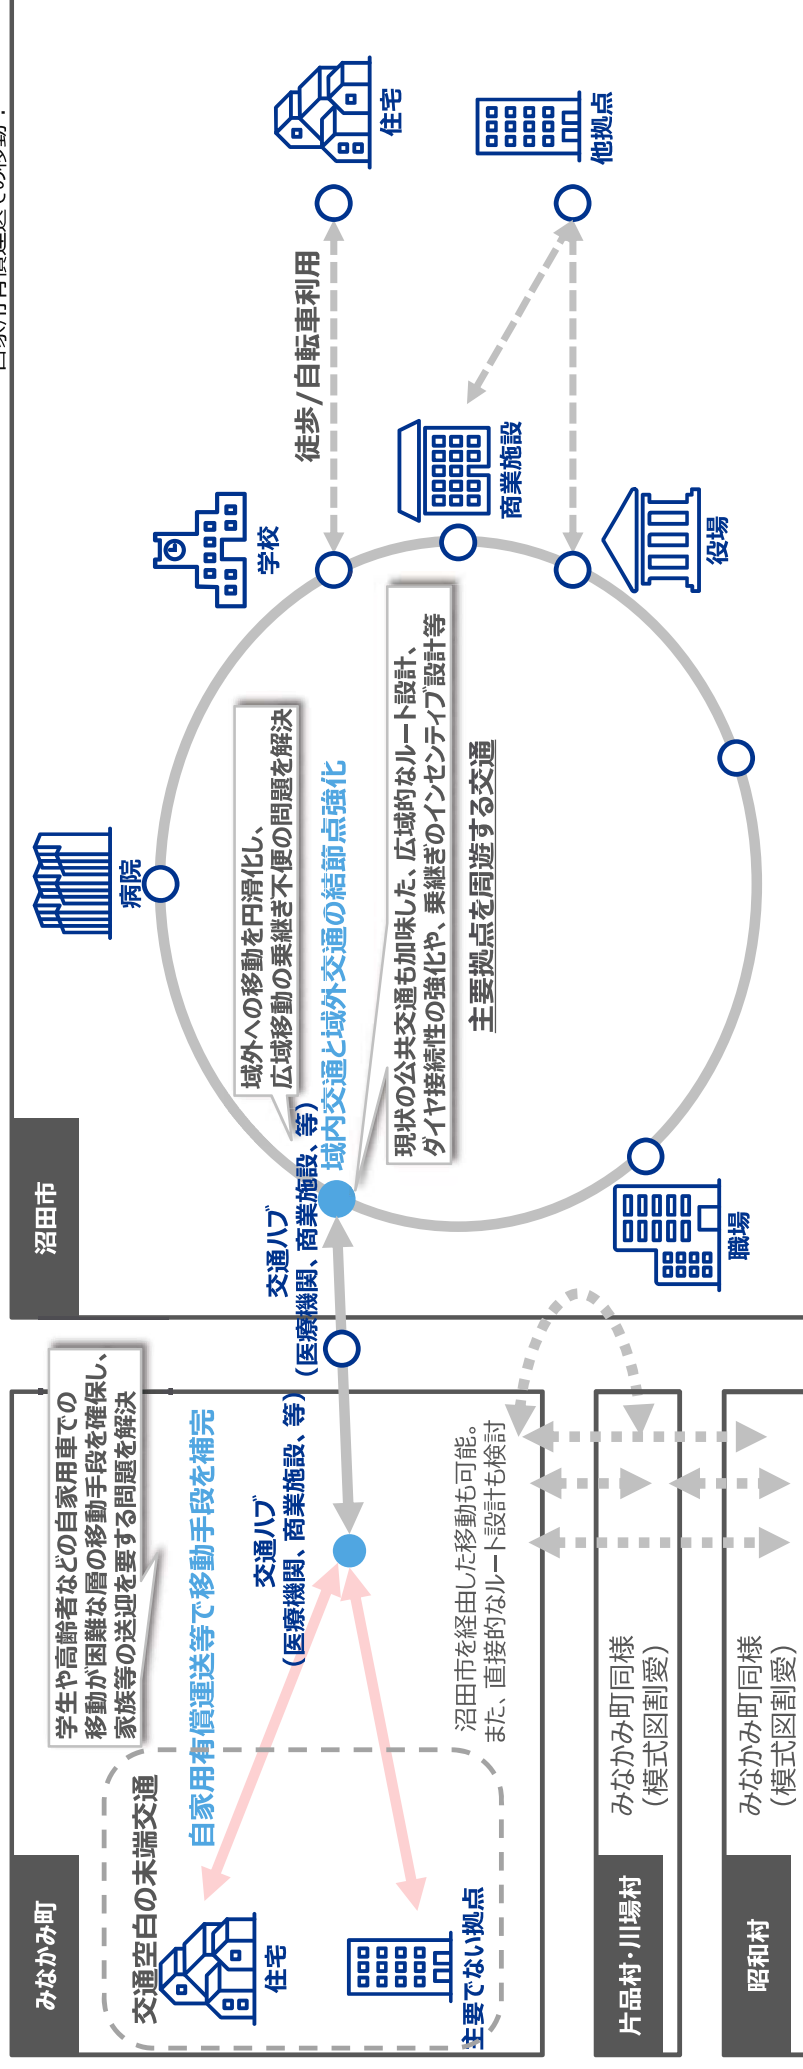 自家用有償運送での移動：
みなかみ町
学生や高齢者などの自家用車での
移動が困難な層の移動手段を確保し、
家族等の送迎を要する問題を解決
交通空白の末端交通
自家用有償運送等で移動手段を補完
住宅
主要でない拠点
交通ハブ
（医療機関、商業施設、等）
沼田市を経由した移動も可能。
また、直接的なルート設計も検討
片品村・川場村
みなかみ町同様
（模式図割愛）
昭和村
みなかみ町同様
（模式図割愛）
沼田市
交通ハブ
（医療機関、商業施設、等）
域外への移動を円滑化し、
広域移動の乗継ぎ不便の問題を解決
域内交通と域外交通の結節点強化
現状の公共交通も加味した、広域的なルート設計、
ダイヤ接続性の強化や、乗継ぎのインセンティブ設計等
主要拠点を周遊する交通
病院
学校
商業施設
役場
職場
徒歩/自転車利用
住宅
他拠点